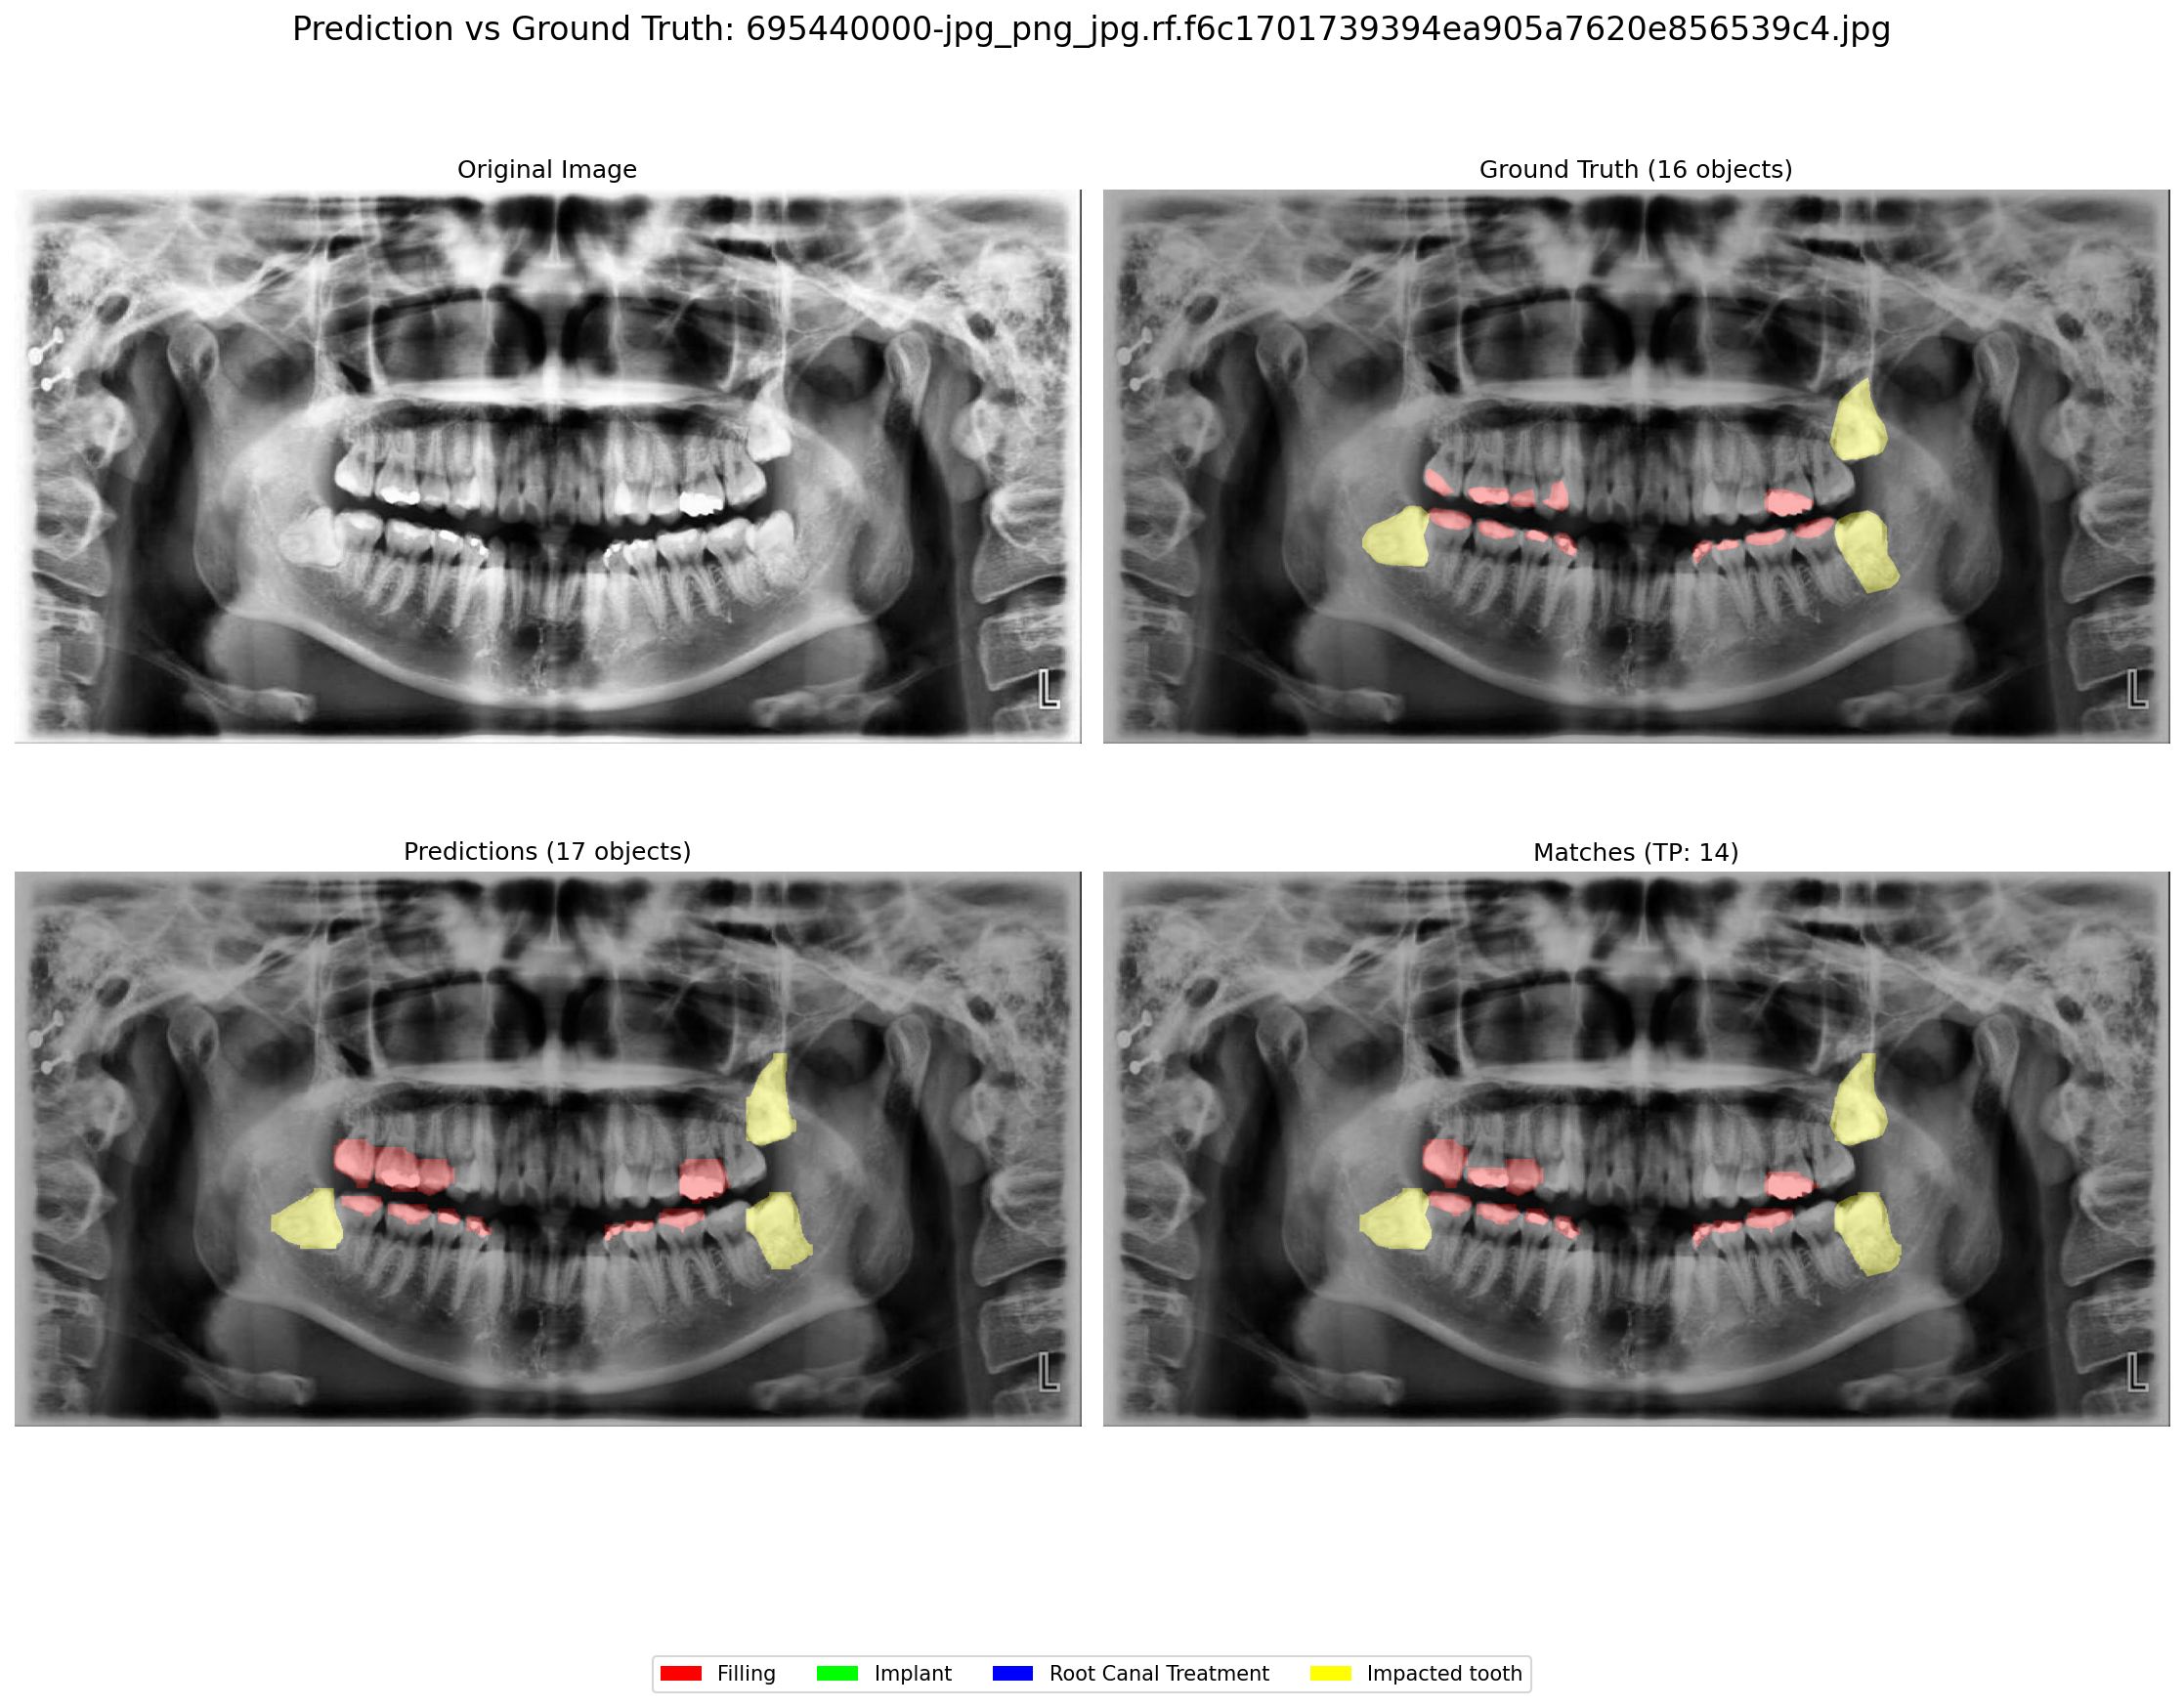 Prediction vs Ground Truth: 695440000-jpg_png_jpg.rf.f6c1701739394ea905a7620e856539c4.jpg
Original Image
Ground Truth (16 objects)
L
L
Predictions (17 objects)
Matches (TP: 14)
L
L
Filling
Implant
Root Canal Treatment
Impacted tooth